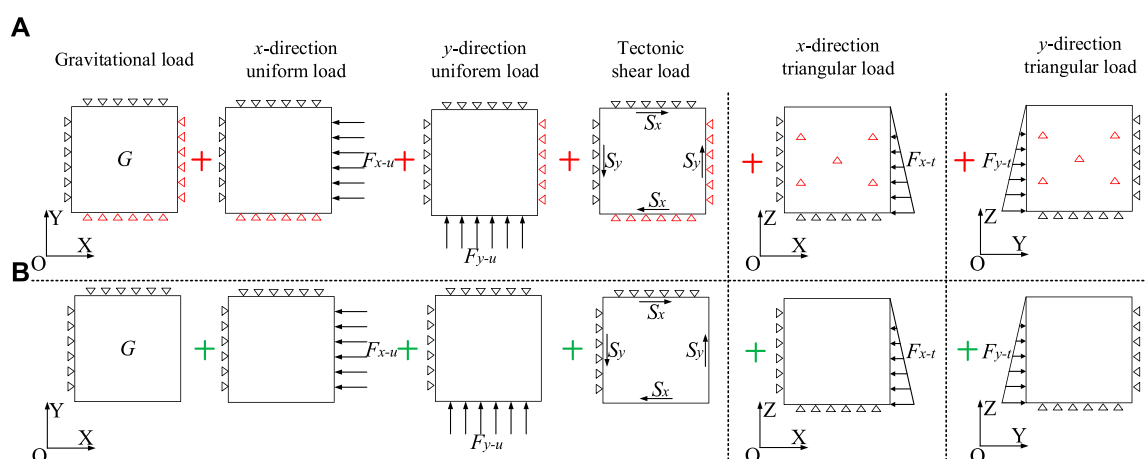 A
Gravitational load
x-direction
uniform load
y-direction
uniforem load
Tectonic
shear load
x-direction
triangular load
y-direction
triangular load
G
Fx-u
Fy-u
Sx
Sy
Sy
Sx
Fx-t
Fy-t
Y
X
O
Z
X
O
Z
Y
O
B
G
Fx-u
Fy-u
Sx
Sy
Sy
Sx
Fx-t
Fy-t
Y
X
O
Z
X
O
Z
Y
O